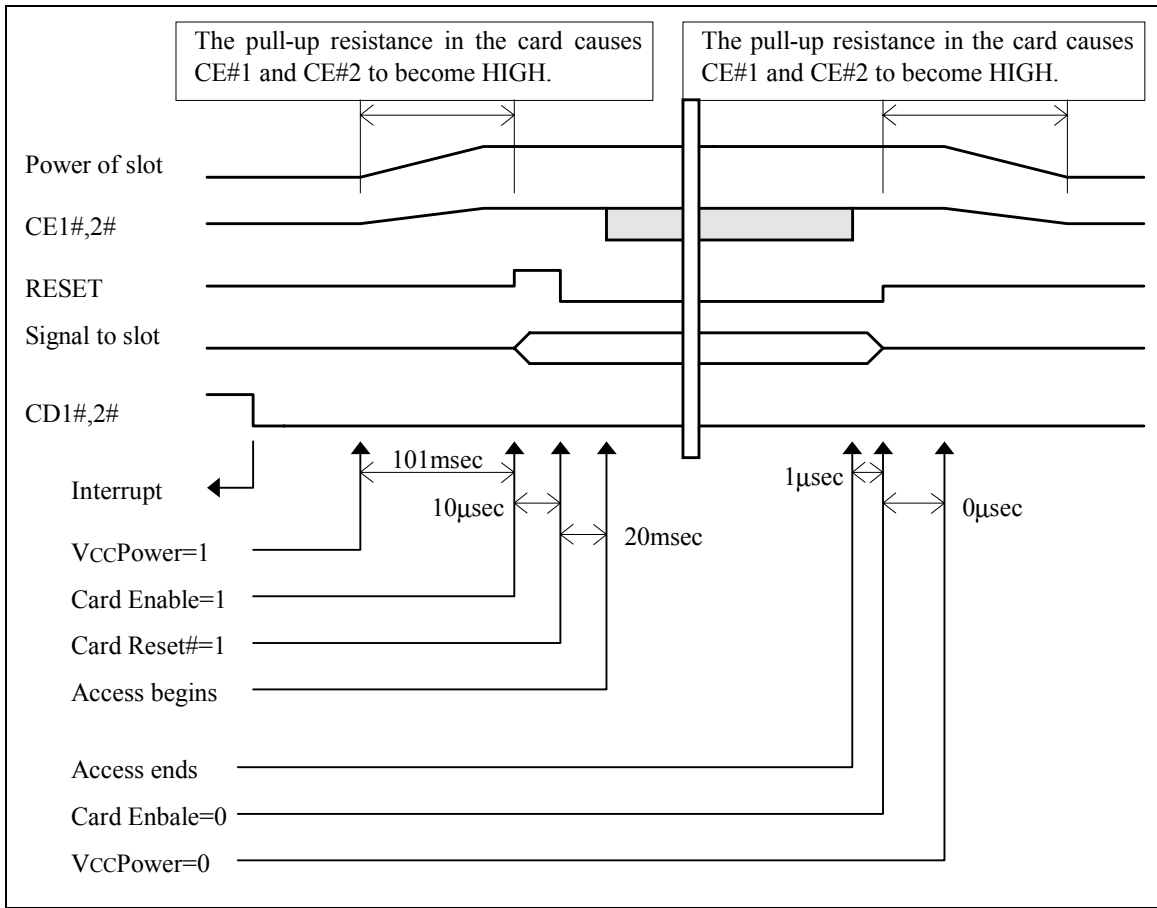 The pull-up resistance in the card causes
CE#1 and CE#2 to become HIGH.
The pull-up resistance in the card causes
CE#1 and CE#2 to become HIGH.
Power of slot
CE1#,2#
RESET
Signal to slot
CD1#,2#
Interrupt
101msec
10μsec
20msec
1μsec
0μsec
VCCPower=1
Card Enable=1
Card Reset#=1
Access begins
Access ends
Card Enbale=0
VCCPower=0